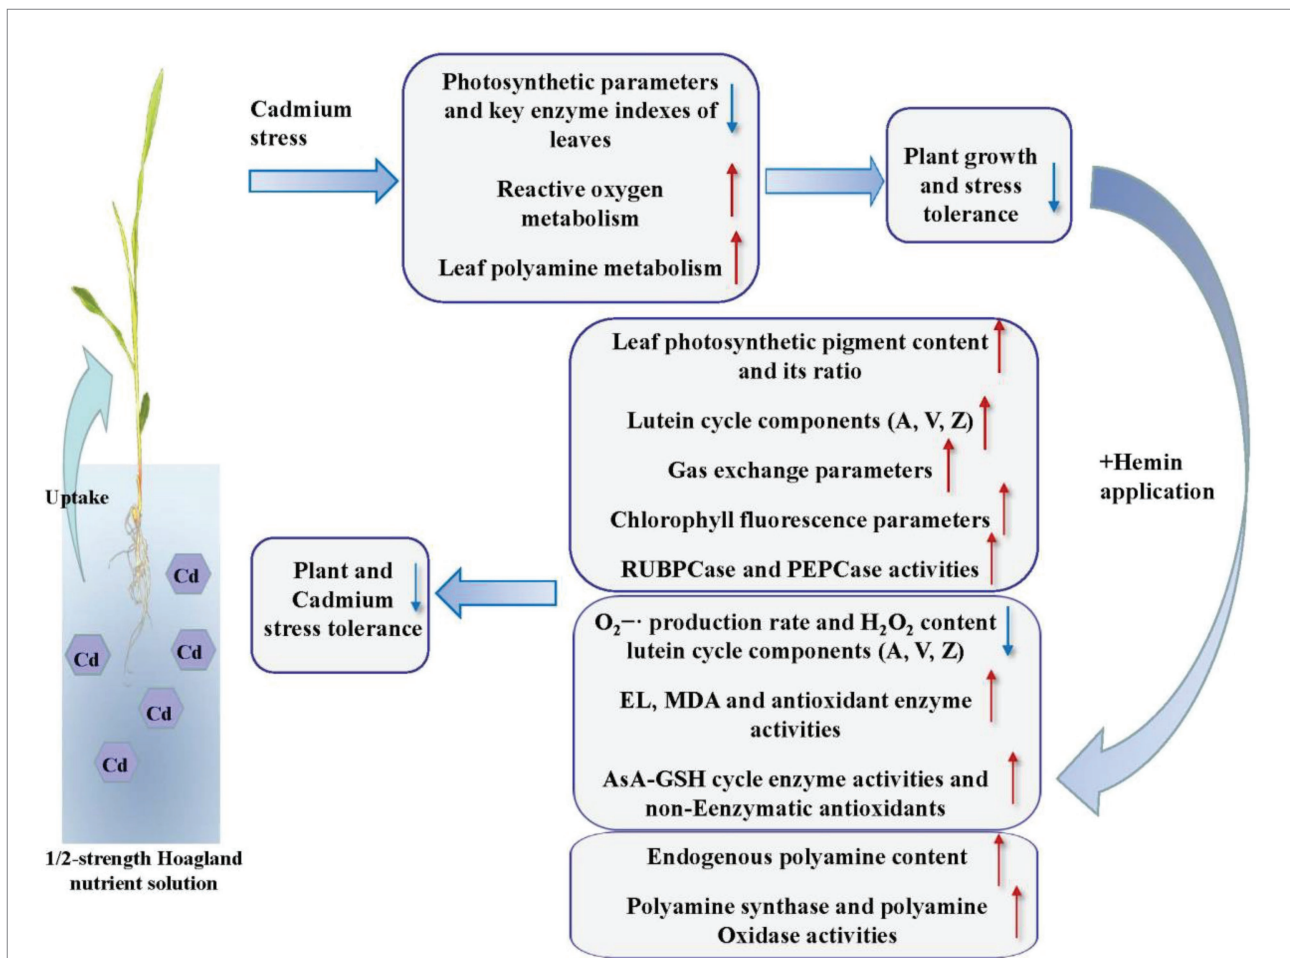 Cadmium
stress
Photosynthetic parameters
and key enzyme indexes of
leaves
Reactive oxygen
metabolism
Leaf polyamine metabolism
Plant growth
and stress
tolerance
+Hemin
application
Leaf photosynthetic pigment content
and its ratio
Lutein cycle components (A, V, Z)
Gas exchange parameters
Chlorophyll fluorescence parameters
RUBPCase and PEPCase activities
O₂−· production rate and H₂O₂ content
lutein cycle components (A, V, Z)
EL, MDA and antioxidant enzyme
activities
AsA-GSH cycle enzyme activities and
non-Eenzymatic antioxidants
Endogenous polyamine content
Polyamine synthase and polyamine
Oxidase activities
Plant and
Cadmium
stress tolerance
Uptake
Cd
Cd
Cd
Cd
Cd
1/2-strength Hoagland
nutrient solution